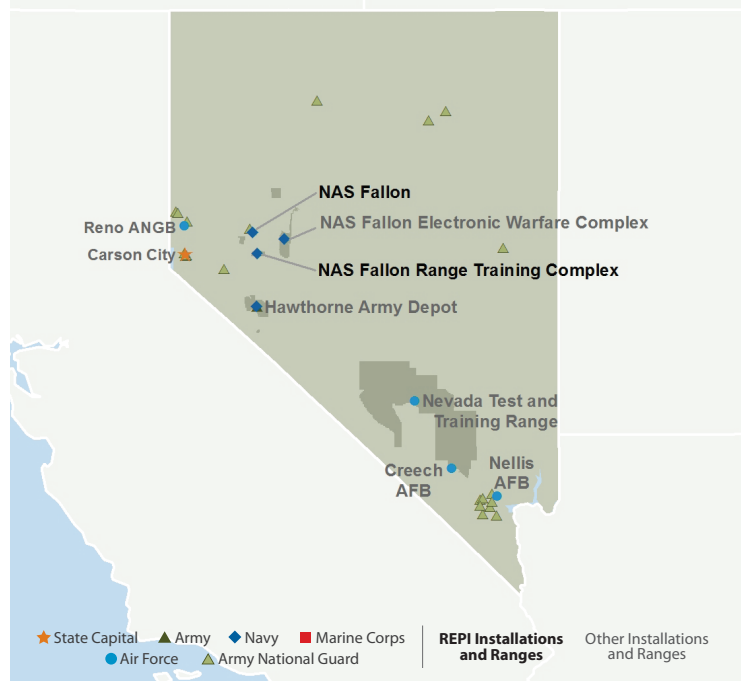 NAS Fallon
NAS Fallon Electronic Warfare Complex
Reno ANGB
Carson City
NAS Fallon Range Training Complex
Hawthorne Army Depot
Nevada Test and
Training Range
Creech
AFB
Nellis
AFB
State Capital
Army
Navy
Marine Corps
Air Force
Army National Guard
REPI Installations
and Ranges
Other Installations
and Ranges